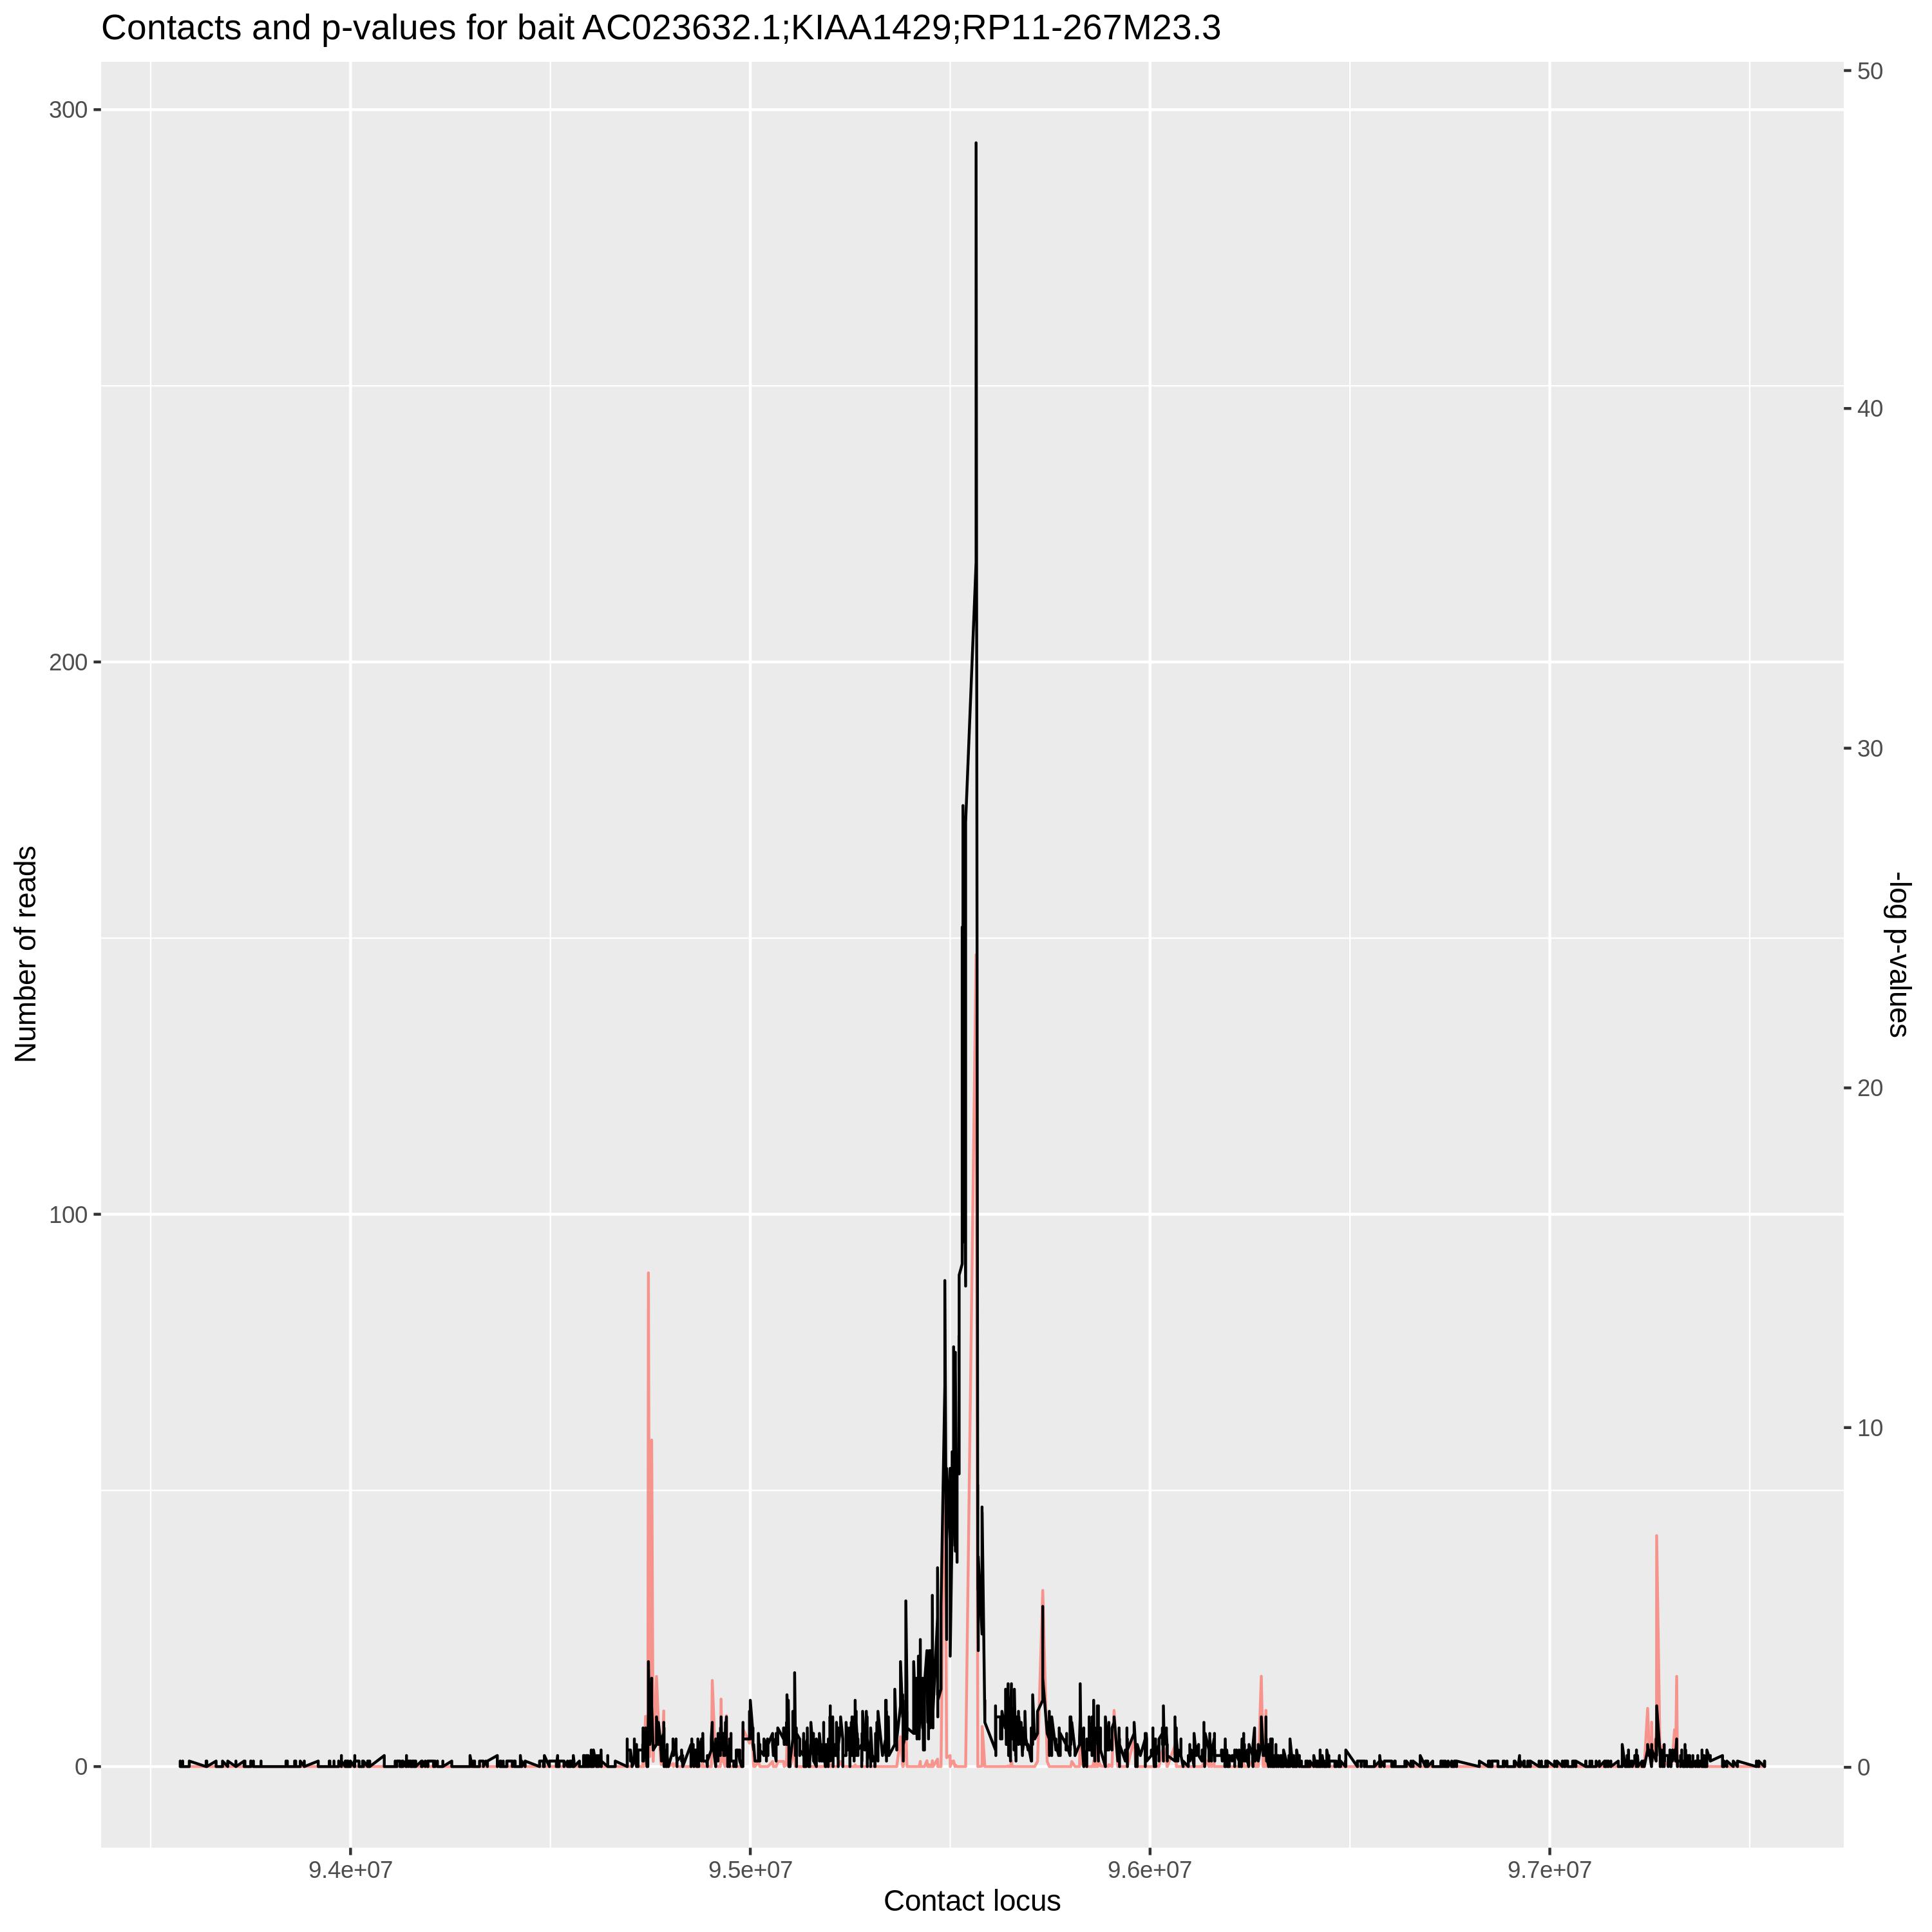 Contacts and p-values for bait AC023632.1;KIAA1429;RP11-267M23.3
300
200
100
0
Number of reads
50
40
30
20
10
0
-log p-values
9.4e+07
9.5e+07
9.6e+07
9.7e+07
Contact locus